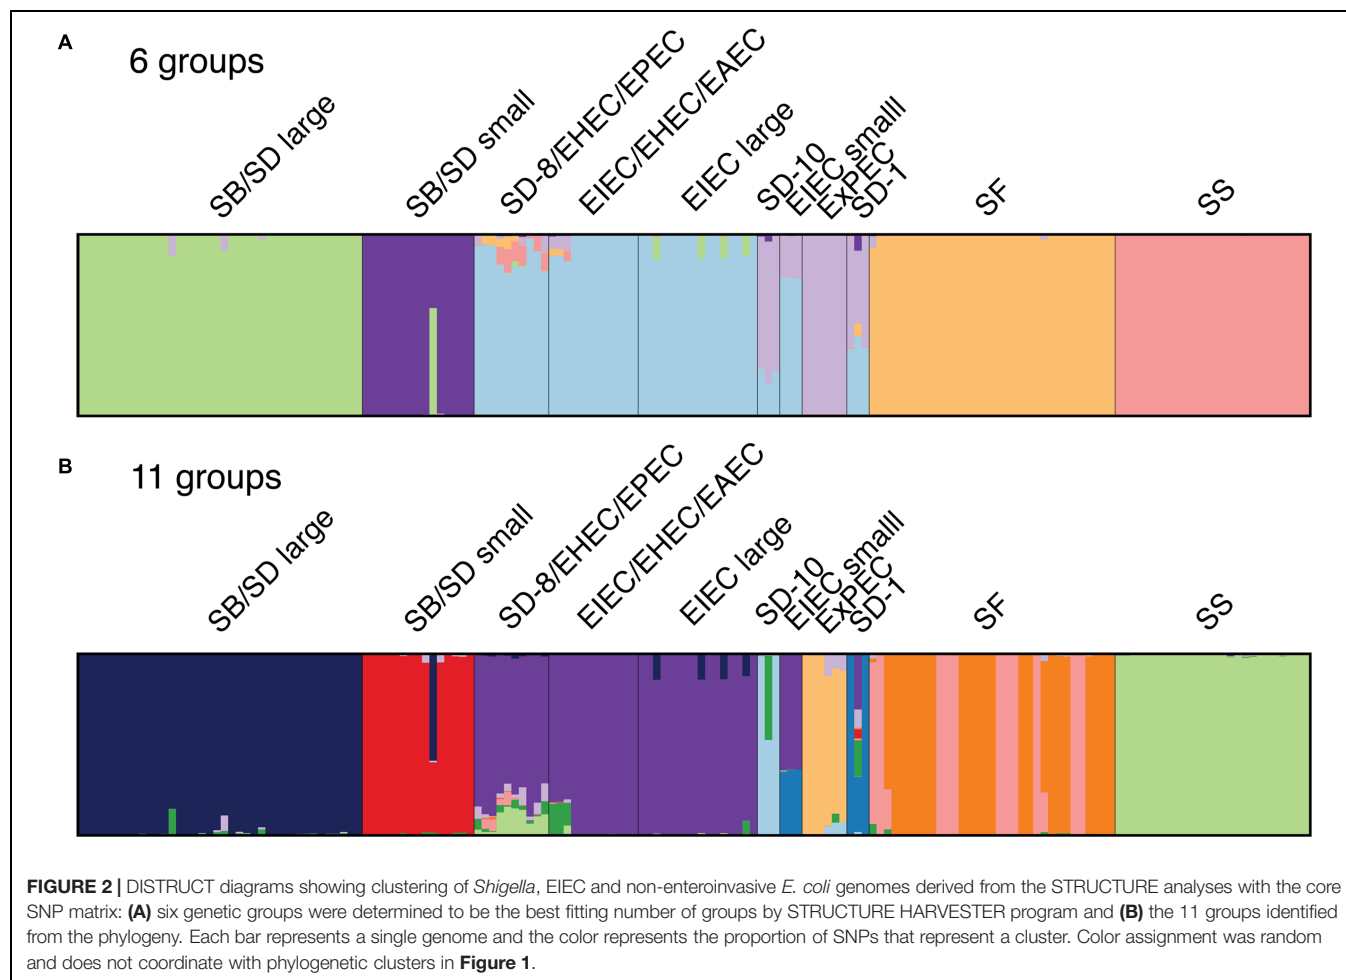 A
6 groups
SB/SD large
SB/SD small
SD-8/EHEC/EPEC
EIEC/EHEC/EAEC
EIEC large
SD-10
EIEC smalll
ExPEC
SD-1
SF
SS
B
11 groups
SB/SD large
SB/SD small
SD-8/EHEC/EPEC
EIEC/EHEC/EAEC
EIEC large
SD-10
EIEC smalll
ExPEC
SD-1
SF
SS
FIGURE 2 | DISTRUCT diagrams showing clustering of Shigella, EIEC and non-enteroinvasive E. coli genomes derived from the STRUCTURE analyses with the core
SNP matrix: (A) six genetic groups were determined to be the best fitting number of groups by STRUCTURE HARVESTER program and (B) the 11 groups identified
from the phylogeny. Each bar represents a single genome and the color represents the proportion of SNPs that represent a cluster. Color assignment was random
and does not coordinate with phylogenetic clusters in Figure 1.